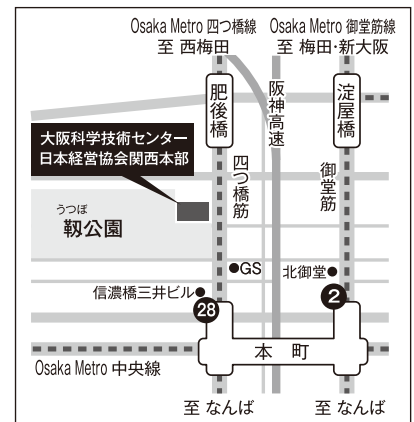 Osaka Metro 四つ橋線
至 西梅田
Osaka Metro 御堂筋線
至 梅田・新大阪
肥後橋
阪神高速
淀屋橋
大阪科学技術センター
日本経営協会関西本部
四つ橋筋
御堂筋
うつぼ
靱公園
GS
北御堂
信濃橋三井ビル
28
2
本町
Osaka Metro 中央線
至 なんば
至 なんば